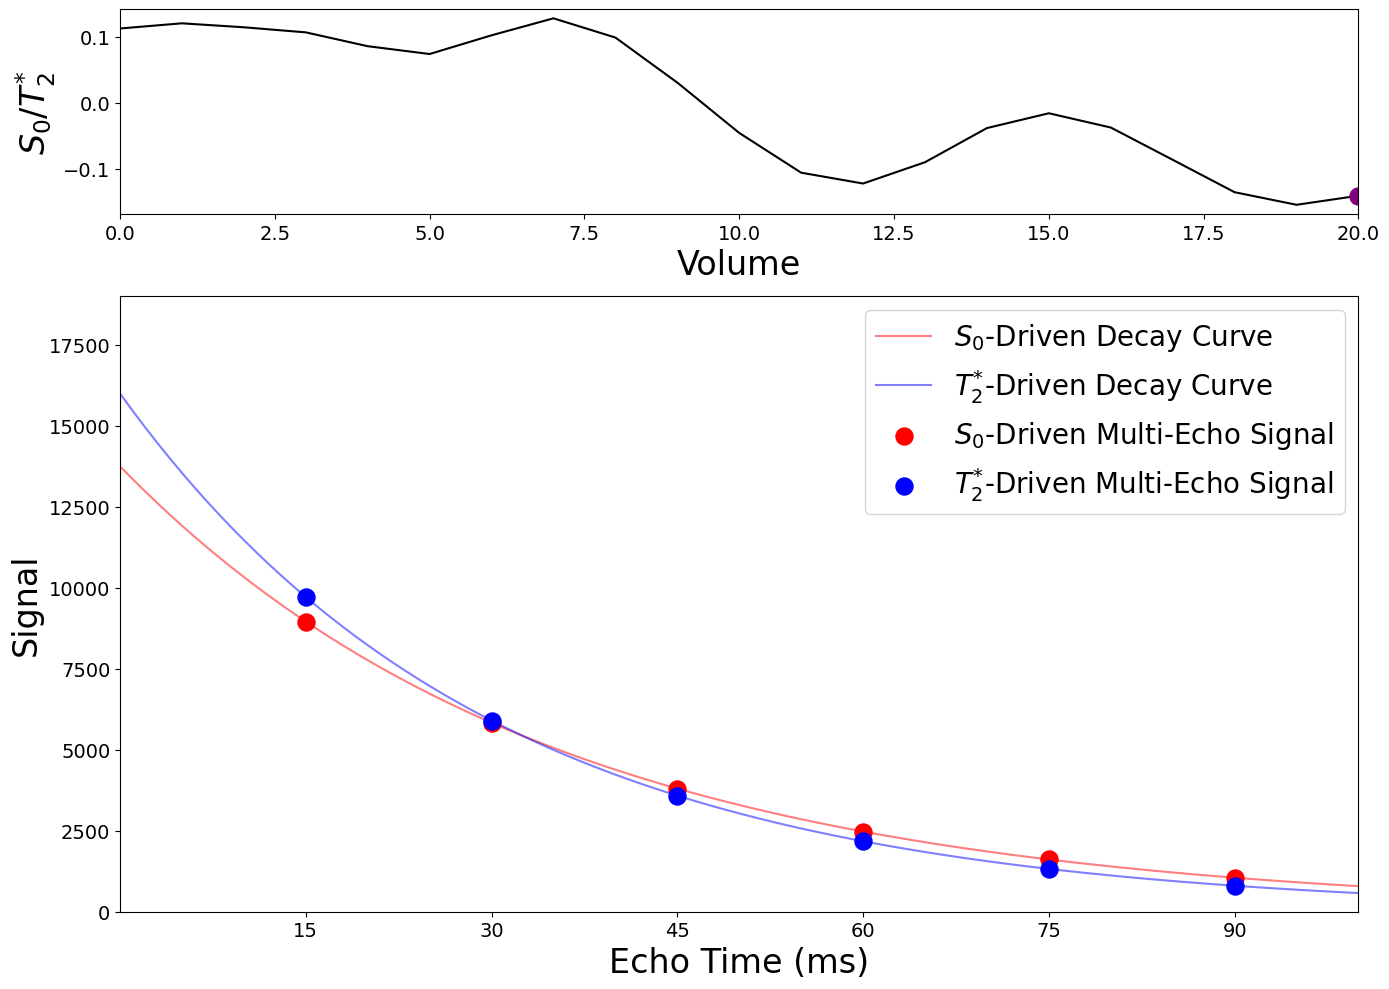 0.1
0.0
−0.1
S₀/T₂*
0.0 2.5 5.0 7.5 10.0 12.5 15.0 17.5 20.0
Volume
17500
15000
12500
10000
7500
5000
2500
0
Signal
S₀-Driven Decay Curve
T₂*-Driven Decay Curve
S₀-Driven Multi-Echo Signal
T₂*-Driven Multi-Echo Signal
15 30 45 60 75 90
Echo Time (ms)